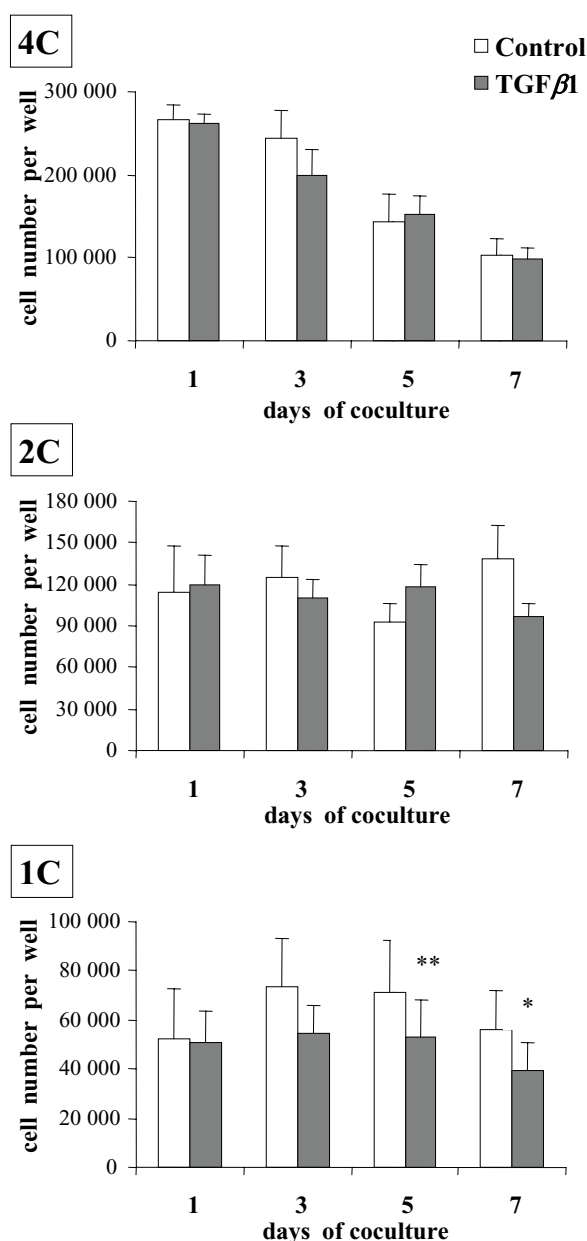 4C
Control
TGFβ1
300 000
200 000
100 000
0
cell number per well
1 3 5 7
days of coculture
2C
180 000
150 000
120 000
90 000
60 000
30 000
0
cell number per well
1 3 5 7
days of coculture
1C
100 000
80 000
60 000
40 000
20 000
0
cell number per well
** *
1 3 5 7
days of coculture